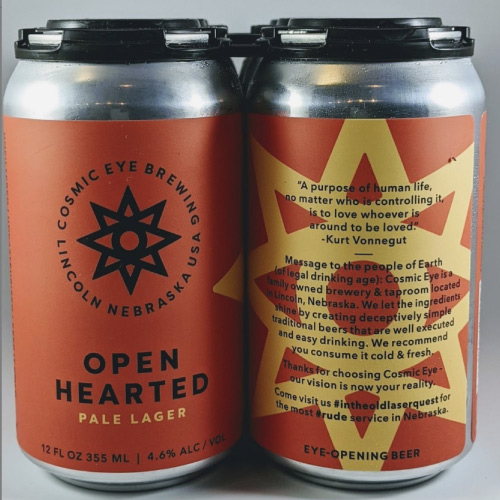 COSMIC EYE BREWING
LINCOLN NEBRASKA USA
OPEN
HEARTED
PALE LAGER
12 FL OZ 355 ML | 4.6% ALC / VOL
"A purpose of human life,
no matter who is controlling it,
is to love whoever is
around to be loved."
-Kurt Vonnegut
Message to the people of Earth
(of legal drinking age): Cosmic Eye is a
family owned brewery & taproom located
in Lincoln, Nebraska. We let the ingredients
shine by creating deceptively simple
traditional beers that are well executed
and easy drinking. We recommend
you consume it cold & fresh.
Thanks for choosing Cosmic Eye -
our vision is now your reality.
Come visit us #intheoldlaserquest for
the most #rude service in Nebraska.
EYE-OPENING BEER